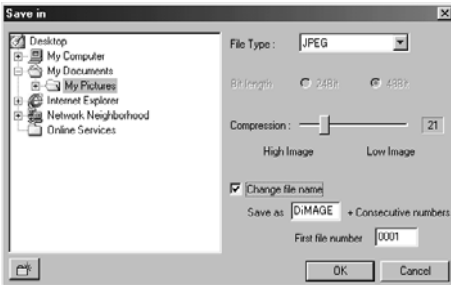 Save in
Desktop
My Computer
My Documents
My Pictures
Internet Explorer
Network Neighborhood
Online Services
File Type :
JPEG
Bit length:
24Bit
48Bit
Compression :
21
High Image
Low Image
Change file name
Save as DiMAGE + Consecutive numbers
First file number 0001
OK
Cancel